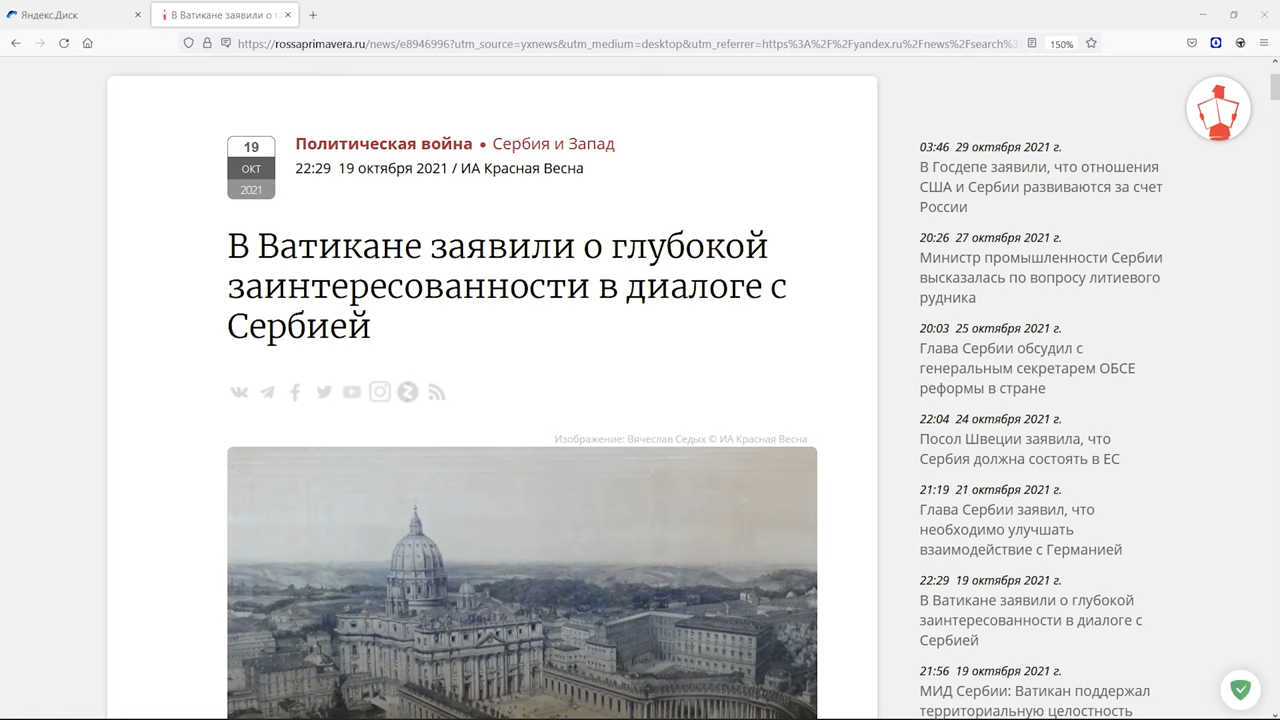 Яндекс.Диск
В Ватикане заявили о г
https://rossaprimavera.ru/news/e8946996?utm_source=yxnews&utm_medium=desktop&utm_referrer=https%3A%2F%2Fyandex.ru%2Fnews%2Fsearch%3
150%
19
ОКТ
2021
Политическая война • Сербия и Запад
22:29 19 октября 2021 / ИА Красная Весна
В Ватикане заявили о глубокой
заинтересованности в диалоге с
Сербией
Изображение: Вячеслав Седых © ИА Красная Весна
03:46 29 октября 2021 г.
В Госдепе заявили, что отношения
США и Сербии развиваются за счет
России
20:26 27 октября 2021 г.
Министр промышленности Сербии
высказалась по вопросу литиевого
рудника
20:03 25 октября 2021 г.
Глава Сербии обсудил с
генеральным секретарем ОБСЕ
реформы в стране
22:04 24 октября 2021 г.
Посол Швеции заявила, что
Сербия должна состоять в ЕС
21:19 21 октября 2021 г.
Глава Сербии заявил, что
необходимо улучшать
взаимодействие с Германией
22:29 19 октября 2021 г.
В Ватикане заявили о глубокой
заинтересованности в диалоге с
Сербией
21:56 19 октября 2021 г.
МИД Сербии: Ватикан поддержал
территориальную целостность